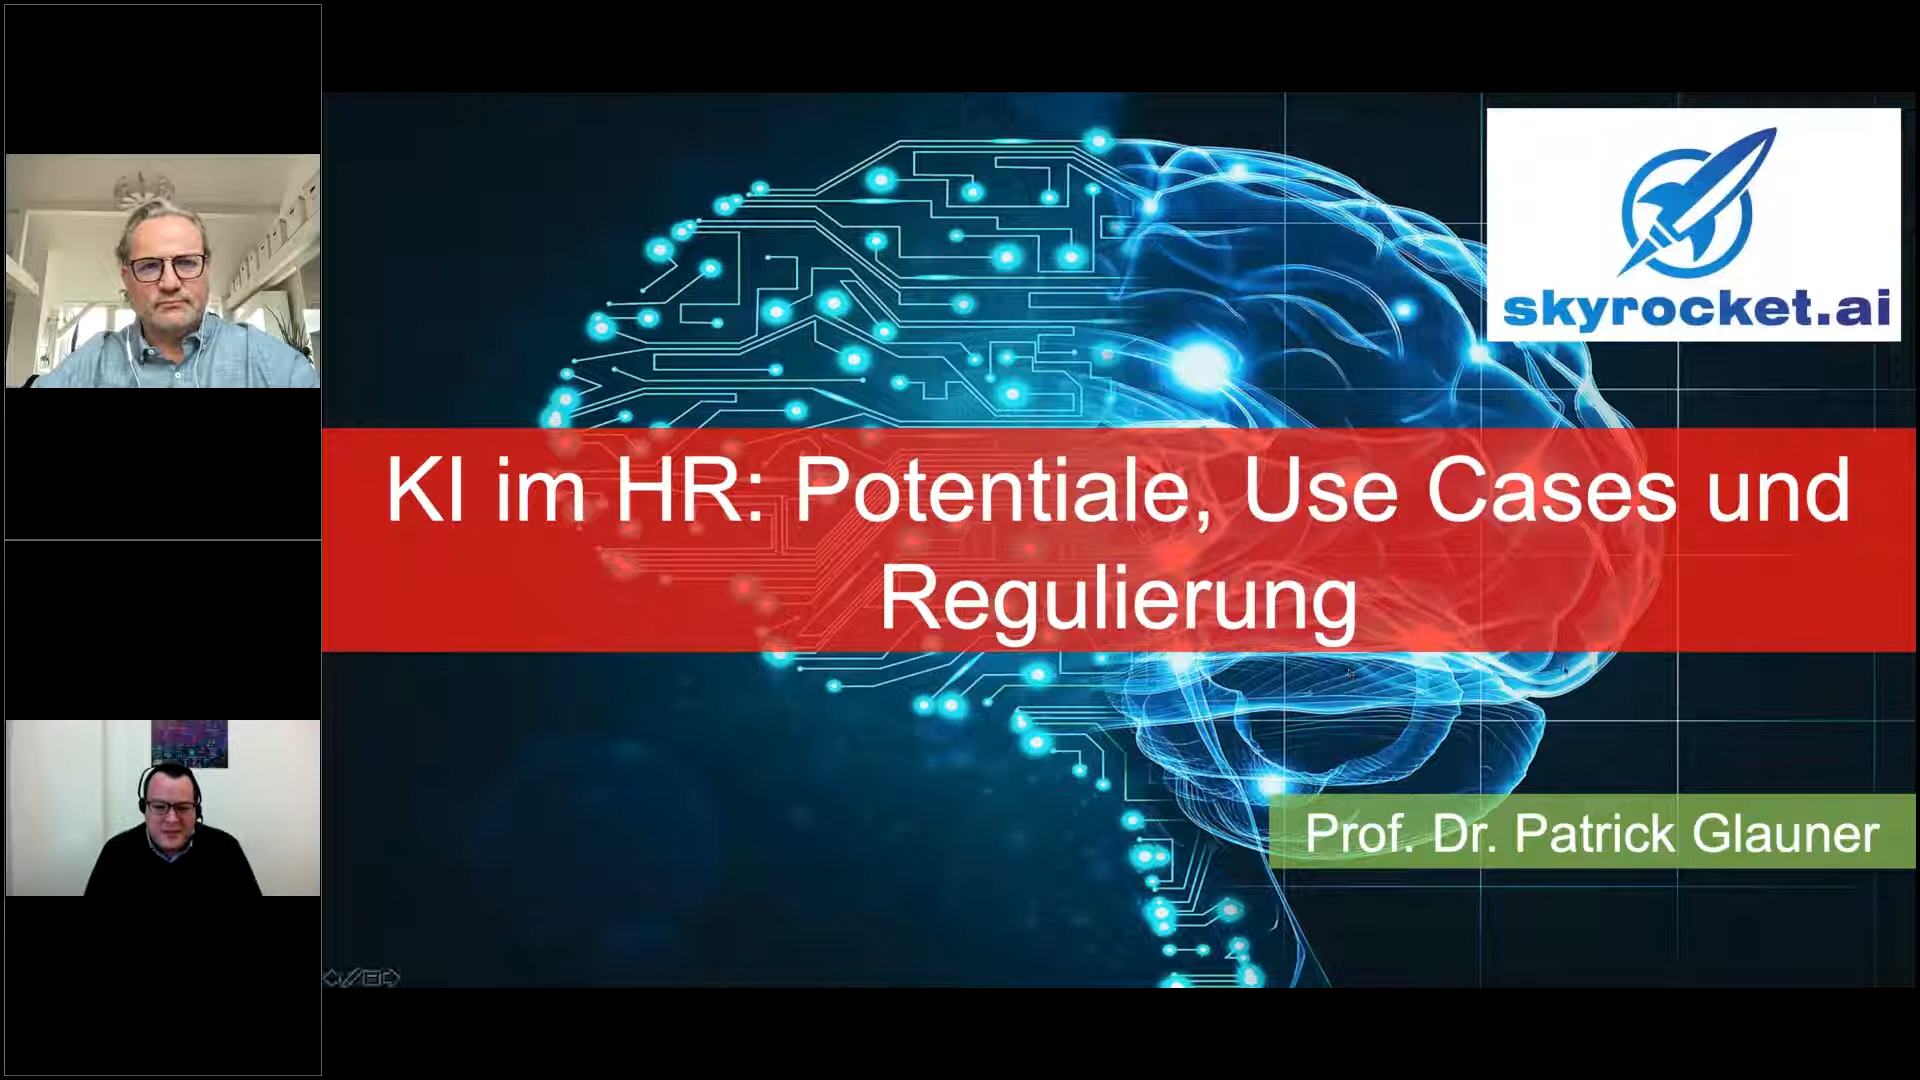 skyrocket.ai
KI im HR: Potentiale, Use Cases und
Regulierung
Prof. Dr. Patrick Glauner